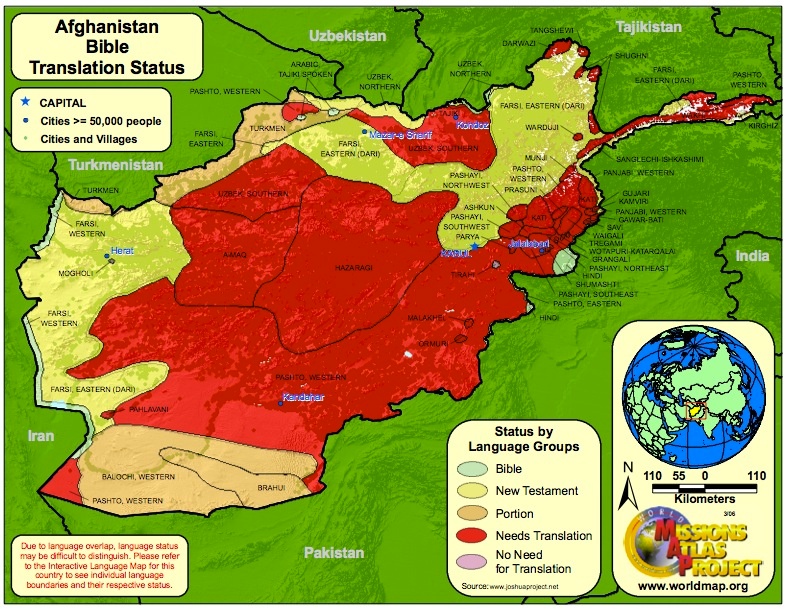 Afghanistan
Bible
Translation Status
CAPITAL
Cities >= 50,000 people
Cities and Villages
Uzbekistan
Tajikistan
Turkmenistan
Iran
Pakistan
India
TANGSHEWI
DARWAZI
SHUGHNI
ARABIC,
TAJIKI SPOKEN
UZBEK,
NORTHERN
UZBEK,
NORTHERN
FARSI,
EASTERN (DARI)
PASHTO,
WESTERN
PASHTO, WESTERN
FARSI, EASTERN (DARI)
TURKMEN
Kondoz
KIRGHIZ
FARSI,
EASTERN
Mazar-e Sharif
WARDUJI
FARSI,
EASTERN (DARI)
UZBEK, SOUTHERN
MUNJI
SANGLECHI-ISHKASHIMI
PASHTO,
WESTERN
PANJABI, WESTERN
TURKMEN
PASHAYI,
NORTHWEST
PRASUNI
UZBEK, SOUTHERN
GUJARI
KAMVIRI
KATI
ASHKUN
PANJABI, WESTERN
GAWAR-BATI
FARSI,
WESTERN
PASHAYI,
SOUTHWEST
KATI
SAVI
PARYA
WAIGALI
TREGAMI
Herat
A-MAQ
KABUL
Jalalabad
WOTAPURI-KATARQALAI
GRANGALI
MOGHOLI
HAZARAGI
TIRAHI
PASHAYI, NORTHEAST
HINDI
SHUMASHTI
PASHAYI, SOUTHEAST
PASHTO, EASTERN
FARSI,
WESTERN
MALAKHEL
HINDI
ORMURI
PASHTO, WESTERN
FARSI, EASTERN (DARI)
Kandahar
PAHLAVANI
BALOCHI, WESTERN
BRAHUI
PASHTO, WESTERN
Status by
Language Groups
Bible
New Testament
Portion
Needs Translation
No Need
for Translation
Source: www.joshuaproject.net
N
110 55 0 110
Kilometers
3/06
WORLD
MISSIONS
ATLAS
PROJECT
www.worldmap.org
Due to language overlap, language status
may be difficult to distinguish. Please refer
to the Interactive Language Map for this
country to see individual language
boundaries and their respective status.